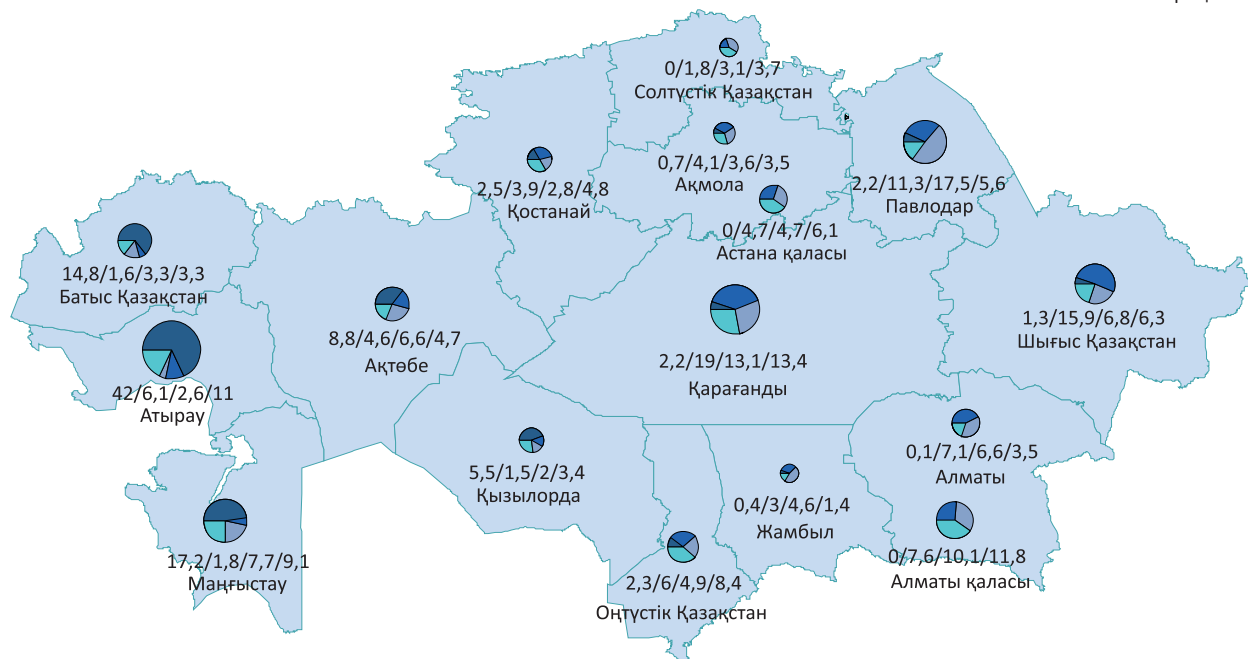 0/1,8/3,1/3,7
Солтүстік Қазақстан
0,7/4,1/3,6/3,5
Ақмола
2,5/3,9/2,8/4,8
Қостанай
2,2/11,3/17,5/5,6
Павлодар
0/4,7/4,7/6,1
Астана қаласы
14,8/1,6/3,3/3,3
Батыс Қазақстан
8,8/4,6/6,6/4,7
Ақтөбе
2,2/19/13,1/13,4
Қарағанды
1,3/15,9/6,8/6,3
Шығыс Қазақстан
42/6,1/2,6/11
Атырау
5,5/1,5/2/3,4
Қызылорда
0,1/7,1/6,6/3,5
Алматы
0,4/3/4,6/1,4
Жамбыл
17,2/1,8/7,7/9,1
Маңғыстау
0/7,6/10,1/11,8
Алматы қаласы
2,3/6/4,9/8,4
Оңтүстік Қазақстан